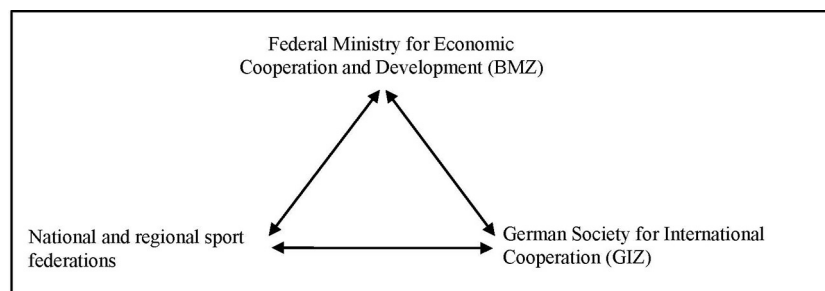 Federal Ministry for Economic
Cooperation and Development (BMZ)
National and regional sport
federations
German Society for International
Cooperation (GIZ)